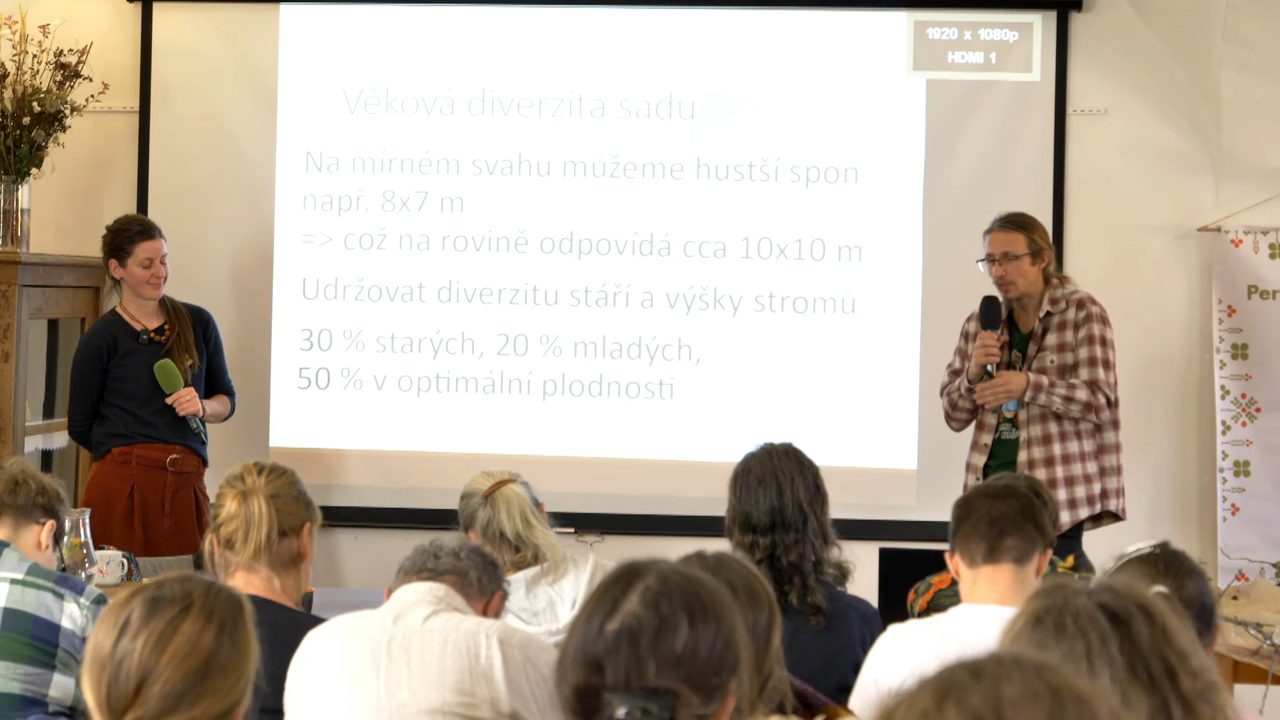 1920 x 1080p
HDMI 1
Věková diverzita sadu
Na mírném svahu můžeme hustší spon
např. 8x7 m
=> což na rovině odpovídá cca 10x10 m
Udržovat diverzitu stáří a výšky stromů
30 % starých, 20 % mladých,
50 % v optimální plodnosti
Per